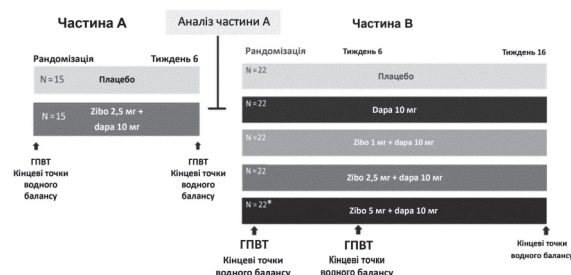 Частина А
Аналіз частини А
Частина В
Рандомізація
Тиждень 6
N = 15
Плацебо
N = 15
Zibo 2,5 мг +
dapa 10 мг
ГПВТ
Кінцеві точки
водного
балансу
ГПВТ
Кінцеві точки
водного
балансу
Рандомізація
Тиждень 6
Тиждень 16
N = 22
Плацебо
N = 22
Dapa 10 мг
N = 22
Zibo 1 мг + dapa 10 мг
N = 22
Zibo 2,5 мг + dapa 10 мг
N = 22*
Zibo 5 мг + dapa 10 мг
ГПВТ
Кінцеві точки
водного балансу
ГПВТ
Кінцеві точки
водного балансу
Кінцеві точки
водного балансу